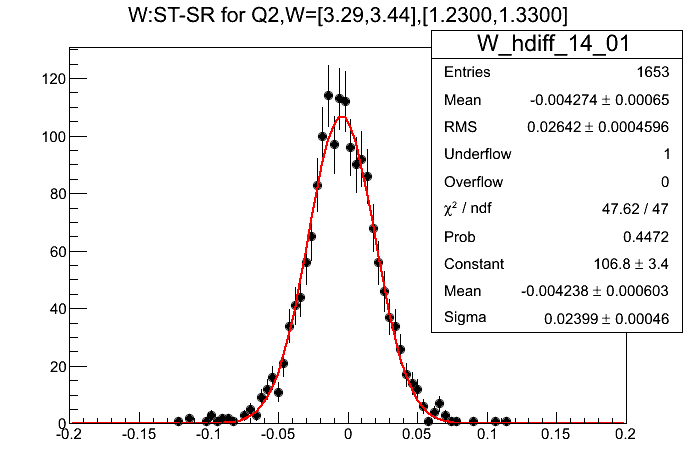 W:ST-SR for Q2,W=[3.29,3.44],[1.2300,1.3300]
W_hdiff_14_01
Entries 1653
Mean -0.004274 ± 0.00065
RMS 0.02642 ± 0.0004596
Underflow 1
Overflow 0
χ² / ndf 47.62 / 47
Prob 0.4472
Constant 106.8 ± 3.4
Mean -0.004238 ± 0.000603
Sigma 0.02399 ± 0.00046
120
100
80
60
40
20
0
-0.2 -0.15 -0.1 -0.05 0 0.05 0.1 0.15 0.2